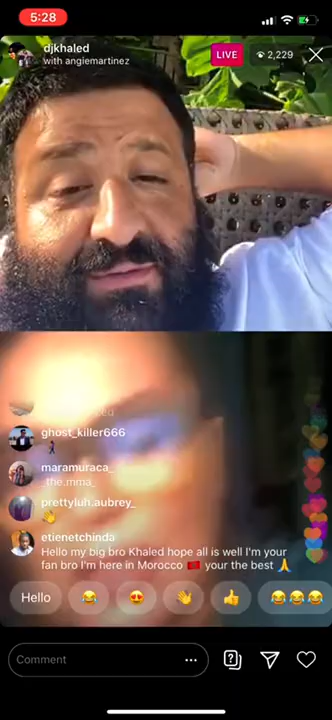 5:28
djkhaled
with angiemartinez
LIVE
2,229
ghost_killer666
🚶🏿‍♂️
maramuraca_
_the.mma_
prettyluh.aubrey_
👋
etienetchinda
Hello my big bro Khaled hope all is well I'm your
fan bro I'm here in Morocco 🇲🇦 your the best 🙏
Hello 😂 😍 👋 👍 😂😂😂
Comment